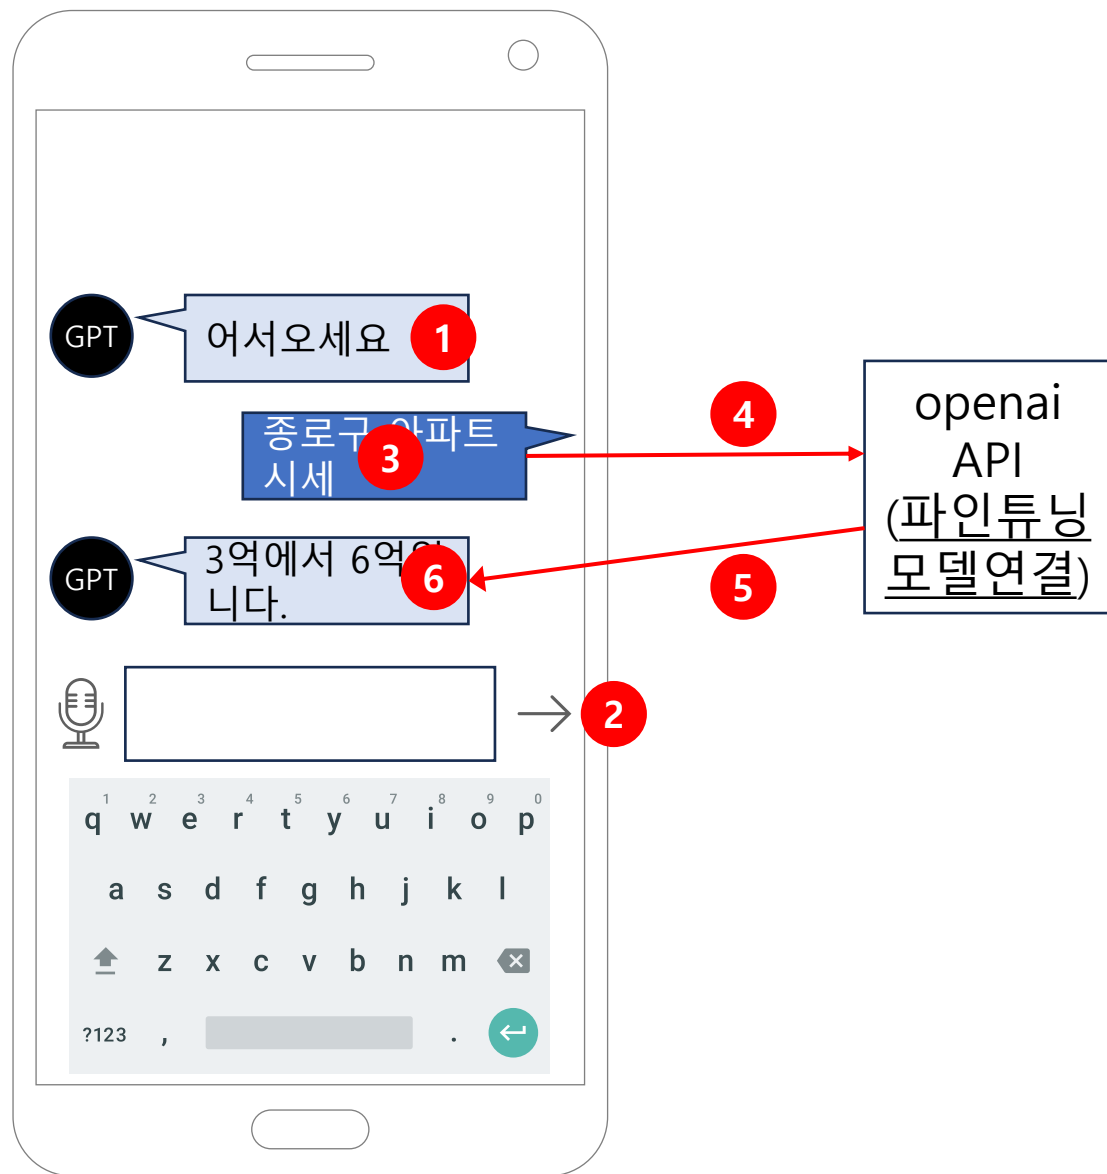 GPT
어서오세요
1
종로구 아파트
시세
3
4
openai
API
(파인튜닝
모델연결)
GPT
3억에서 6억입
니다.
6
5
2
1 2 3 4 5 6 7 8 9 0
q w e r t y u i o p
a s d f g h j k l
z x c v b n m
?123 , .